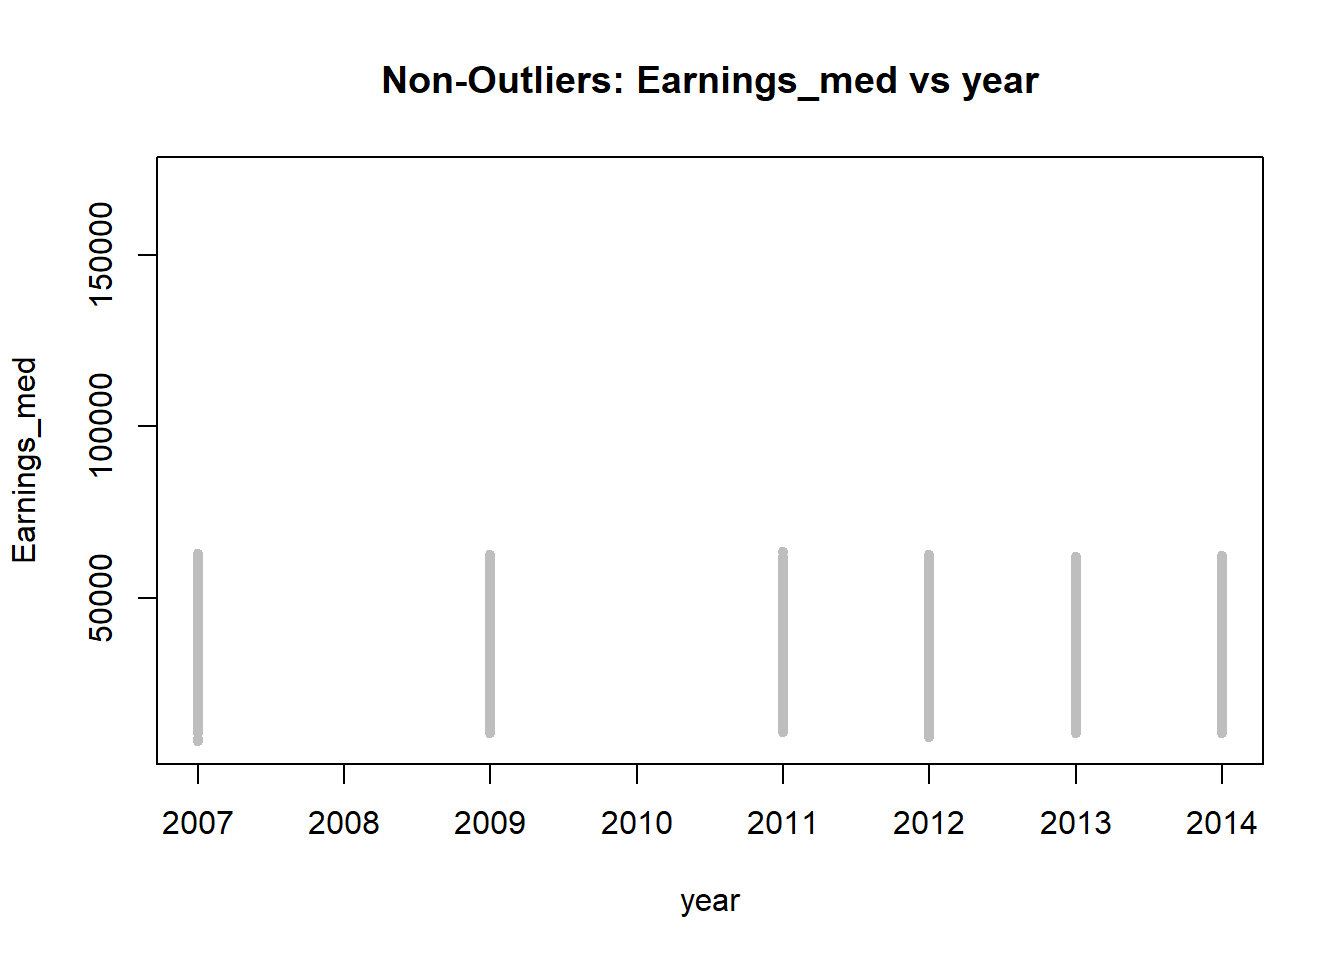 Non-Outliers: Earnings_med vs year
Earnings_med
150000
100000
50000
2007 2008 2009 2010 2011 2012 2013 2014
year